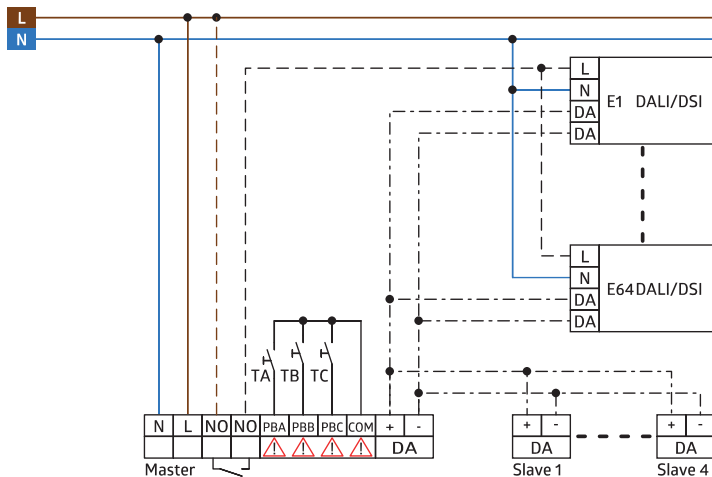 L
N
L
N
DA
DA
E1 DALI/DSI
L
N
DA
DA
E64 DALI/DSI
TA TB TC
N L NO NO PBA PBB PBC COM + -
! ! ! ! DA
Master
+ -
DA
Slave 1
+ -
DA
Slave 4